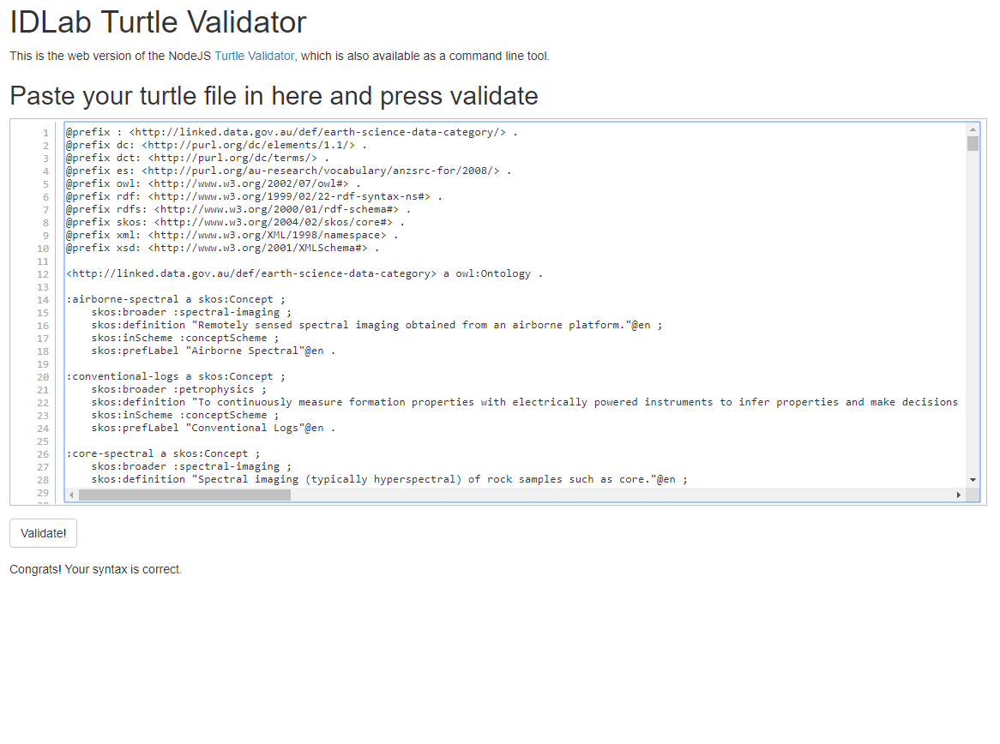 IDLab Turtle Validator
This is the web version of the NodeJS Turtle Validator, which is also available as a command line tool.
Paste your turtle file in here and press validate
1 @prefix : <http://linked.data.gov.au/def/earth-science-data-category/> .
2 @prefix dc: <http://purl.org/dc/elements/1.1/> .
3 @prefix dct: <http://purl.org/dc/terms/> .
4 @prefix es: <http://purl.org/au-research/vocabulary/anzsrc-for/2008/> .
5 @prefix owl: <http://www.w3.org/2002/07/owl#> .
6 @prefix rdf: <http://www.w3.org/1999/02/22-rdf-syntax-ns#> .
7 @prefix rdfs: <http://www.w3.org/2000/01/rdf-schema#> .
8 @prefix skos: <http://www.w3.org/2004/02/skos/core#> .
9 @prefix xml: <http://www.w3.org/XML/1998/namespace> .
10 @prefix xsd: <http://www.w3.org/2001/XMLSchema#> .
11
12 <http://linked.data.gov.au/def/earth-science-data-category> a owl:Ontology .
13
14 :airborne-spectral a skos:Concept ;
15     skos:broader :spectral-imaging ;
16     skos:definition "Remotely sensed spectral imaging obtained from an airborne platform."@en ;
17     skos:inScheme :conceptScheme ;
18     skos:prefLabel "Airborne Spectral"@en .
19
20 :conventional-logs a skos:Concept ;
21     skos:broader :petrophysics ;
22     skos:definition "To continuously measure formation properties with electrically powered instruments to infer properties and make decisions
23     skos:inScheme :conceptScheme ;
24     skos:prefLabel "Conventional Logs"@en .
25
26 :core-spectral a skos:Concept ;
27     skos:broader :spectral-imaging ;
28     skos:definition "Spectral imaging (typically hyperspectral) of rock samples such as core."@en ;
29
Validate!
Congrats! Your syntax is correct.